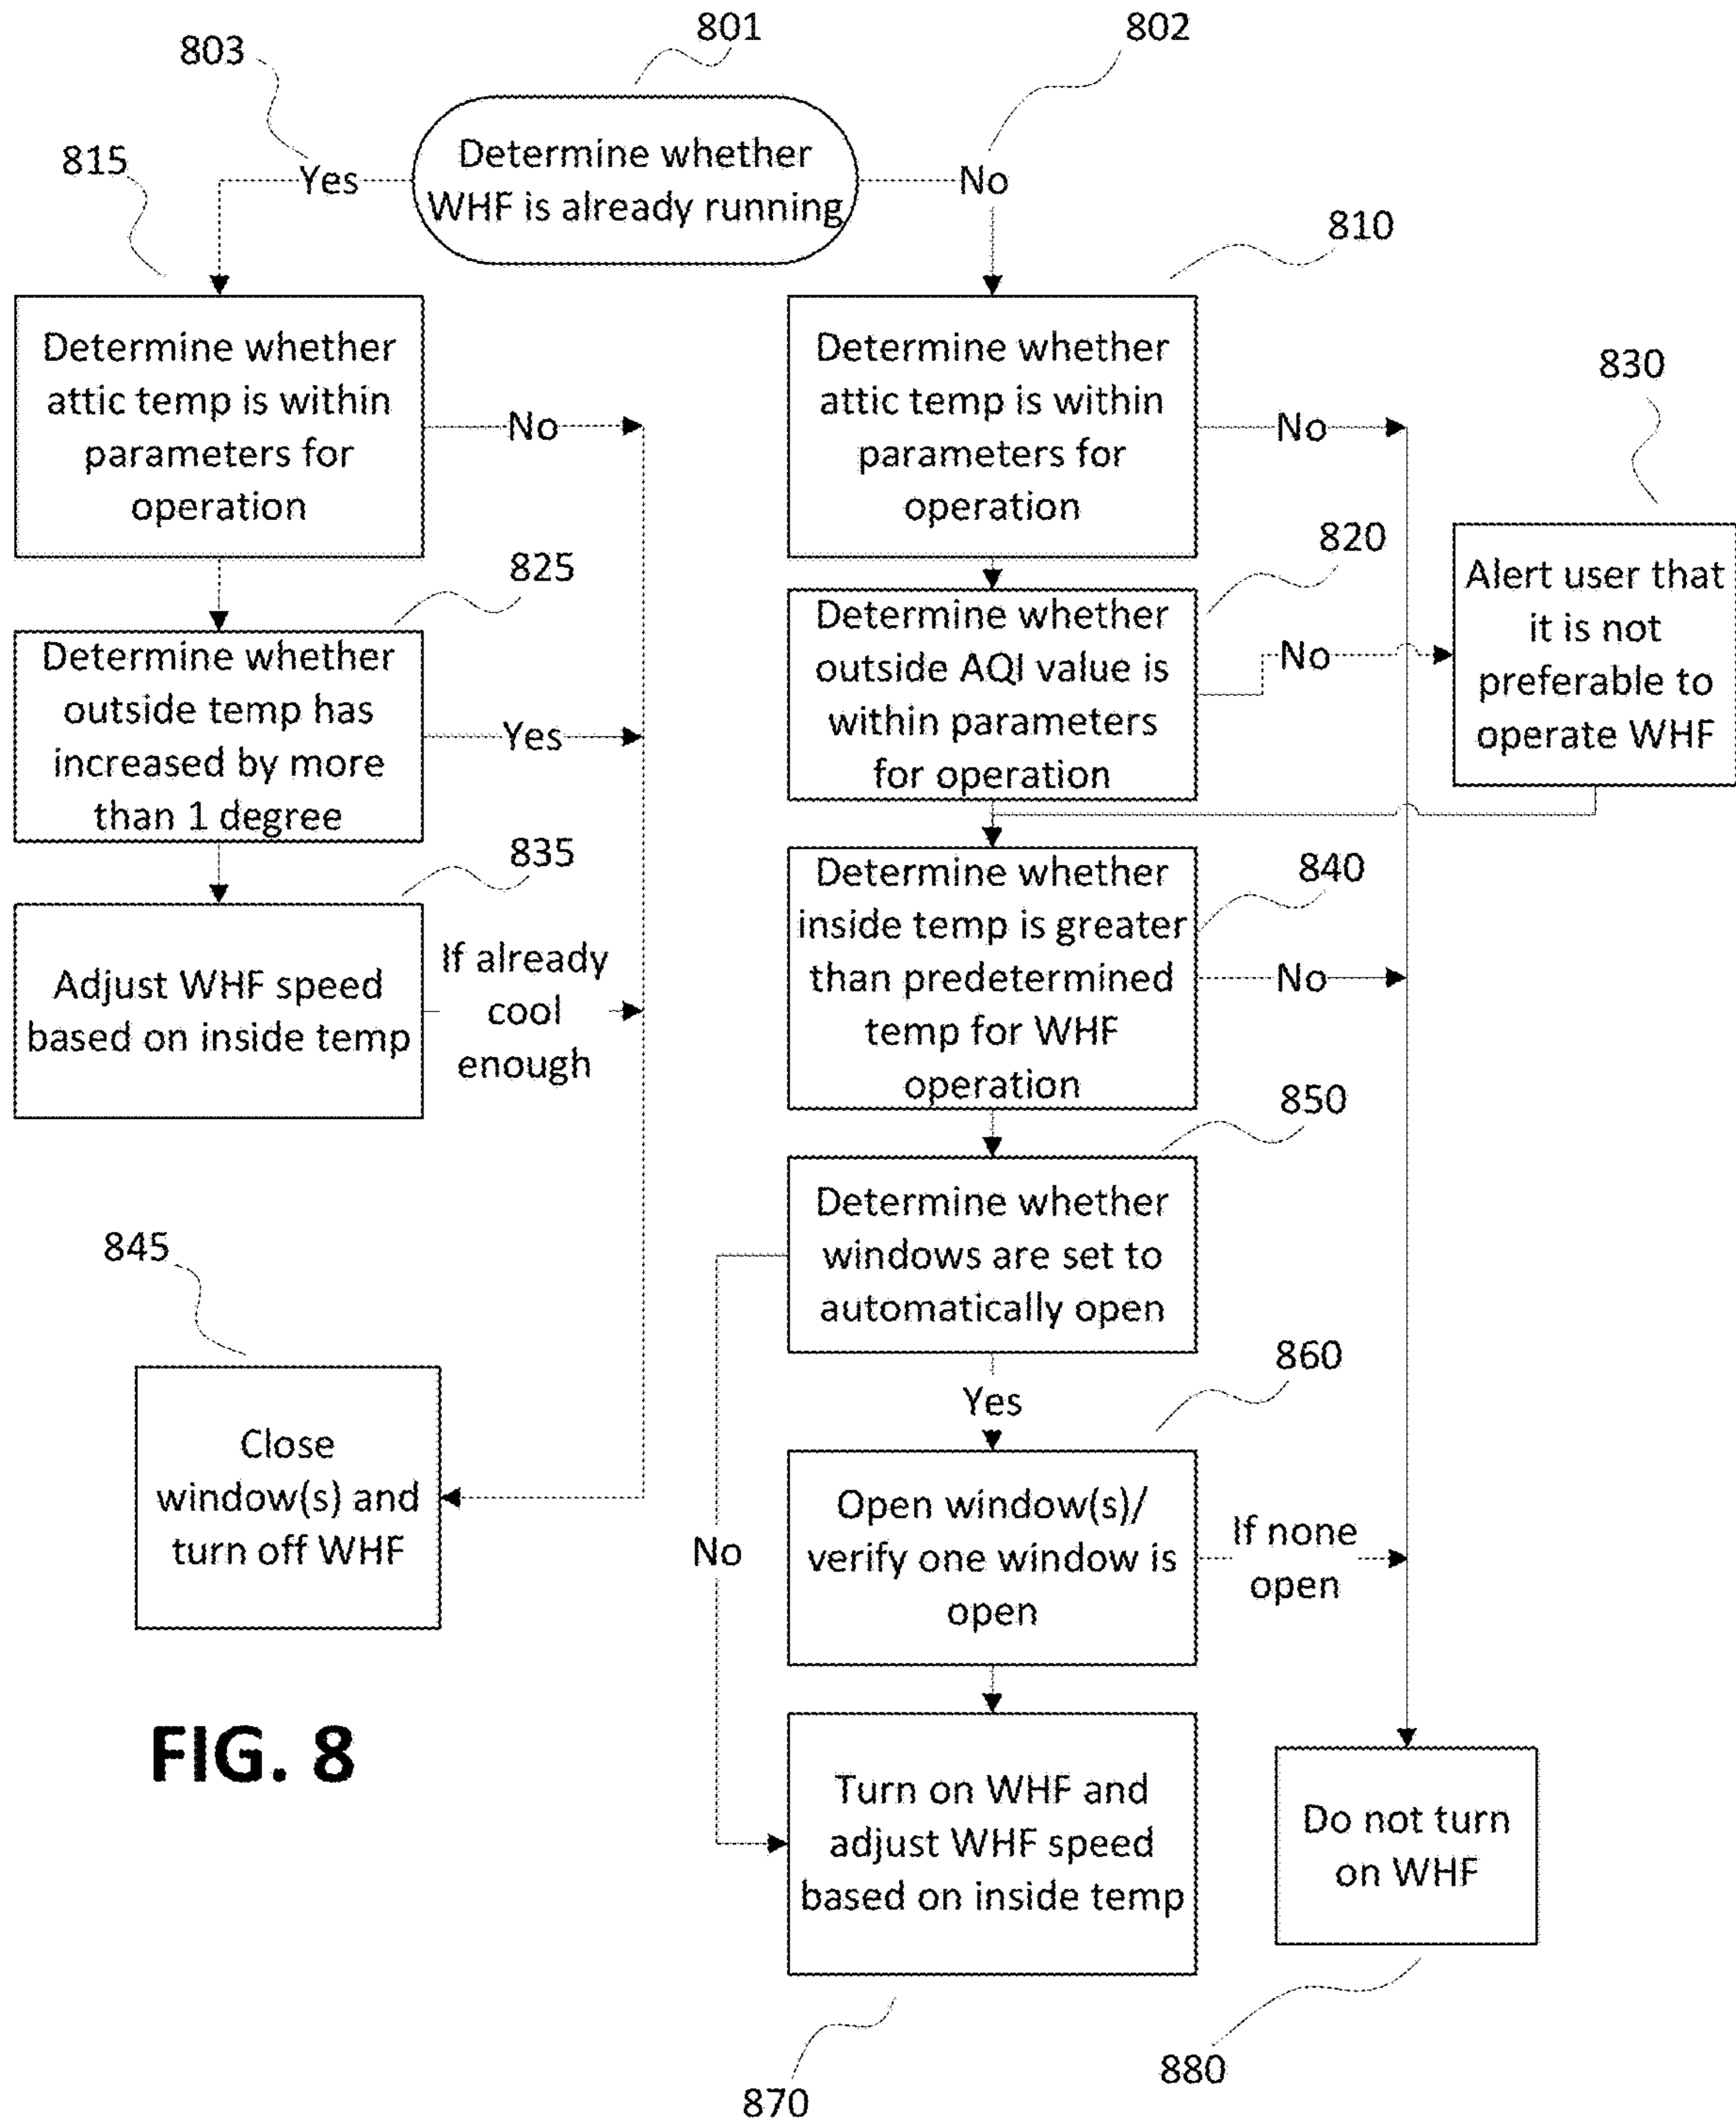 801
802
803
Determine whether
WHF is already running
Yes
No
815
810
Determine whether
attic temp is within
parameters for
operation
No
Determine whether
attic temp is within
parameters for
operation
No
830
825
820
Alert user that
it is not
preferable to
operate WHF
Determine whether
outside temp has
increased by more
than 1 degree
Yes
Determine whether
outside AQI value is
within parameters
for operation
No
835
840
Adjust WHF speed
based on inside temp
If already
cool
enough
Determine whether
inside temp is greater
than predetermined
temp for WHF
operation
No
850
Determine whether
windows are set to
automatically open
845
860
Yes
No
Close
window(s) and
turn off WHF
Open window(s)/
verify one window is
open
If none
open
FIG. 8
Turn on WHF and
adjust WHF speed
based on inside temp
Do not turn
on WHF
870
880